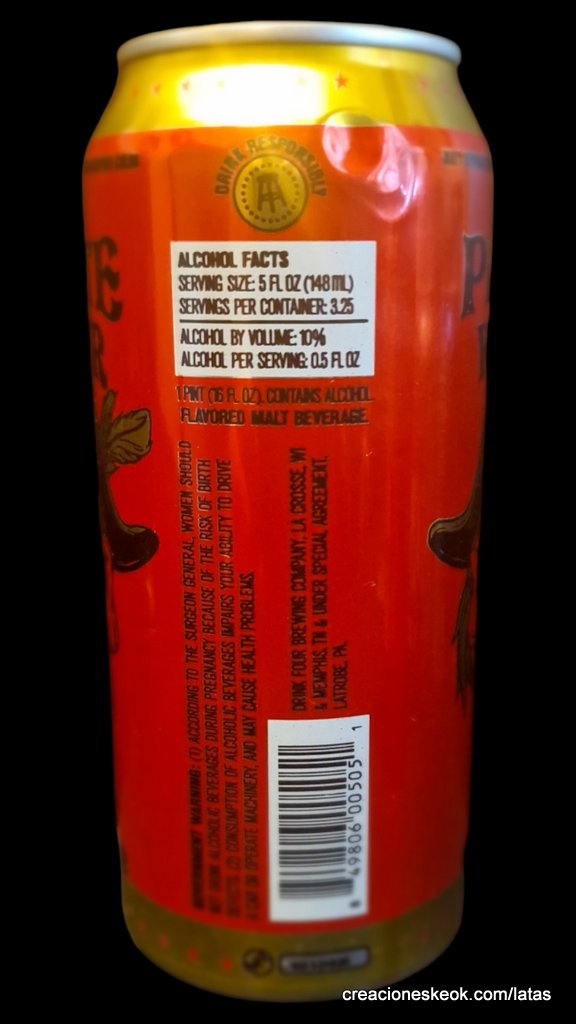 DRINK RESPONSIBLY
ALCOHOL FACTS
SERVING SIZE: 5 FL OZ (148 ML)
SERVINGS PER CONTAINER: 3.25
ALCOHOL BY VOLUME: 10%
ALCOHOL PER SERVING: 0.5 FL OZ
1 PINT (16 FL OZ). CONTAINS ALCOHOL.
FLAVORED MALT BEVERAGE.
GOVERNMENT WARNING: (1) ACCORDING TO THE SURGEON GENERAL, WOMEN SHOULD
NOT DRINK ALCOHOLIC BEVERAGES DURING PREGNANCY BECAUSE OF THE RISK OF BIRTH
DEFECTS. (2) CONSUMPTION OF ALCOHOLIC BEVERAGES IMPAIRS YOUR ABILITY TO DRIVE
A CAR OR OPERATE MACHINERY, AND MAY CAUSE HEALTH PROBLEMS.
DRINK FOUR BREWING COMPANY, LA CROSSE, WI
& MEMPHIS, TN & UNDER SPECIAL AGREEMENT,
LATROBE, PA.
8 49806 00505 1
creacioneskeok.com/latas